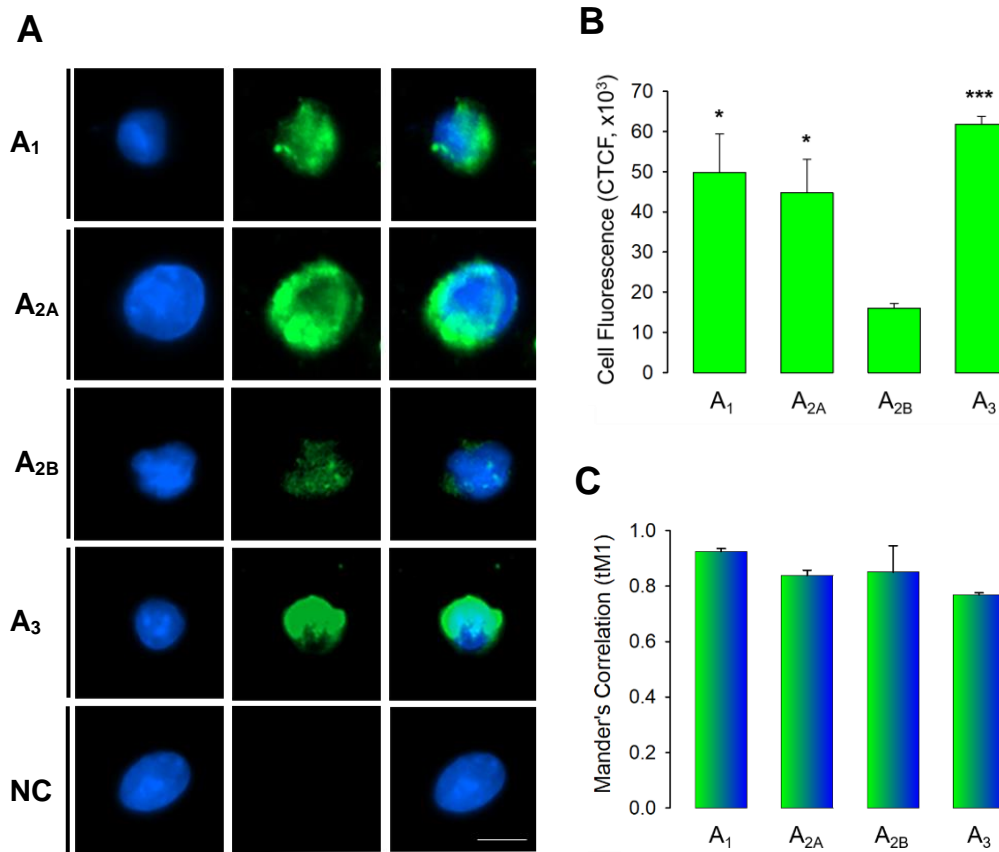 A
A1
A2A
A2B
A3
NC
B
Cell Fluorescence (CTCF, x10³)
70
60
50
40
30
20
10
0
*
*
***
A1
A2A
A2B
A3
C
Mander's Correlation (tM1)
1.0
0.8
0.6
0.4
0.2
0.0
A1
A2A
A2B
A3